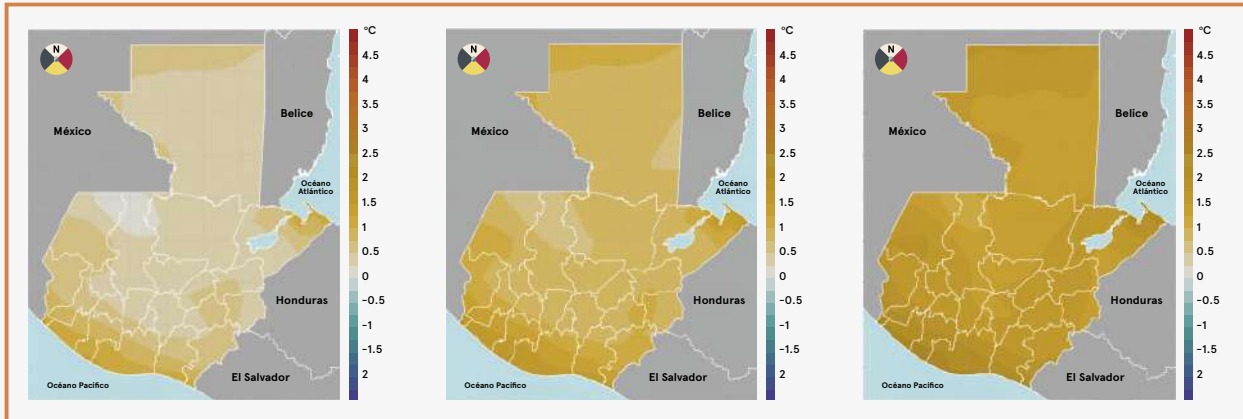 N
°C
4.5
4
3.5
3
2.5
2
1.5
1
0.5
0
-0.5
-1
-1.5
2
México
Belice
Océano
Atlántico
Honduras
El Salvador
Océano Pacífico
N
°C
4.5
4
3.5
3
2.5
2
1.5
1
0.5
0
-0.5
-1
-1.5
2
México
Belice
Océano
Atlántico
Honduras
El Salvador
Océano Pacífico
N
°C
4.5
4
3.5
3
2.5
2
1.5
1
0.5
0
-0.5
-1
-1.5
2
México
Belice
Océano
Atlántico
Honduras
El Salvador
Océano Pacífico